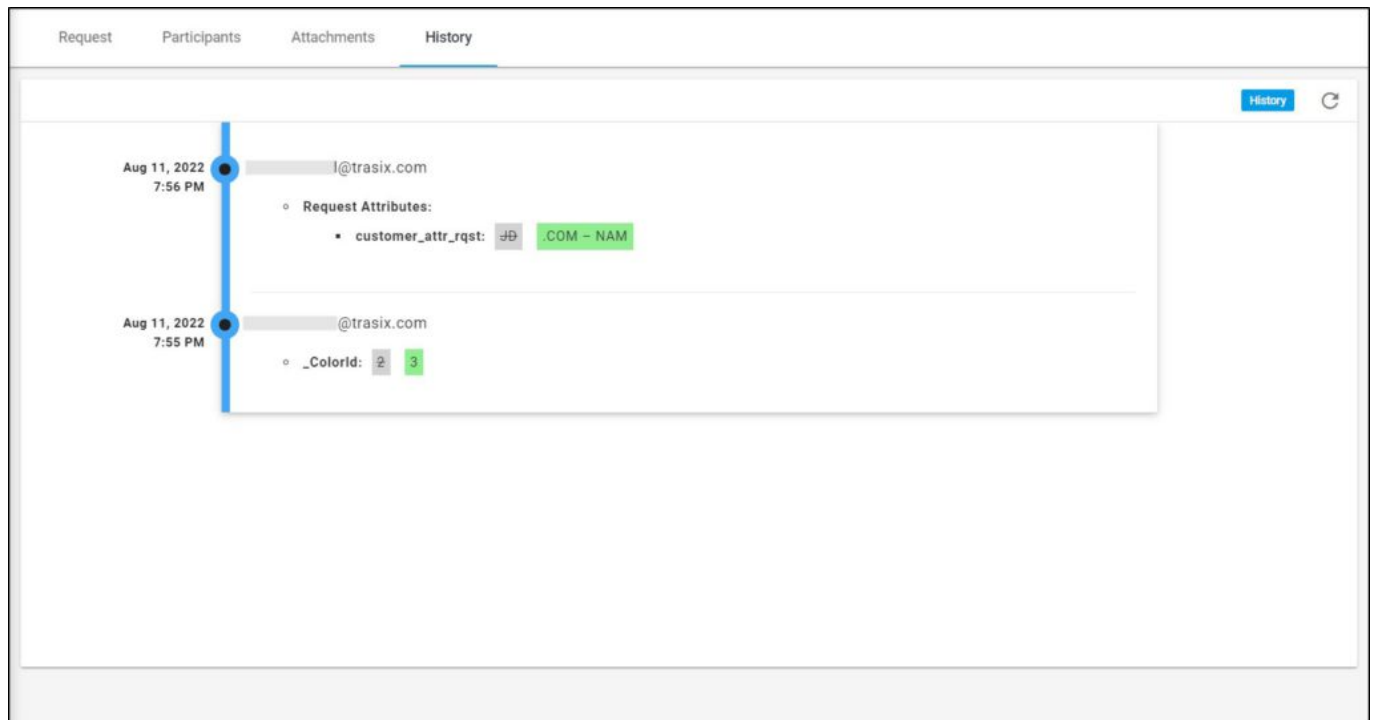 Request Participants Attachments History
History
Aug 11, 2022
7:56 PM
l@trasix.com
Request Attributes:
customer_attr_rqst: JD .COM – NAM
Aug 11, 2022
7:55 PM
@trasix.com
_ColorId: 2 3